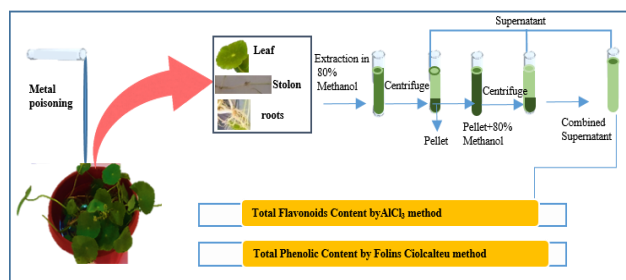 Supernatant
Metal
poisoning
Leaf
Stolon
roots
Extraction in
80%
Methanol
Centrifuge
Pellet
Pellet+80%
Methanol
Centrifuge
Combined
Supernatant
Total Flavonoids Content byAlCl₃ method
Total Phenolic Content by Folins Ciolcalteu method